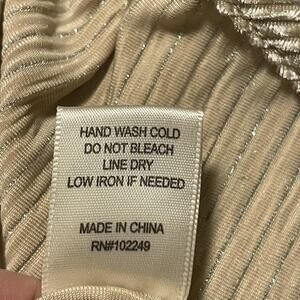 HAND WASH COLD
DO NOT BLEACH
LINE DRY
LOW IRON IF NEEDED
MADE IN CHINA
RN#102249